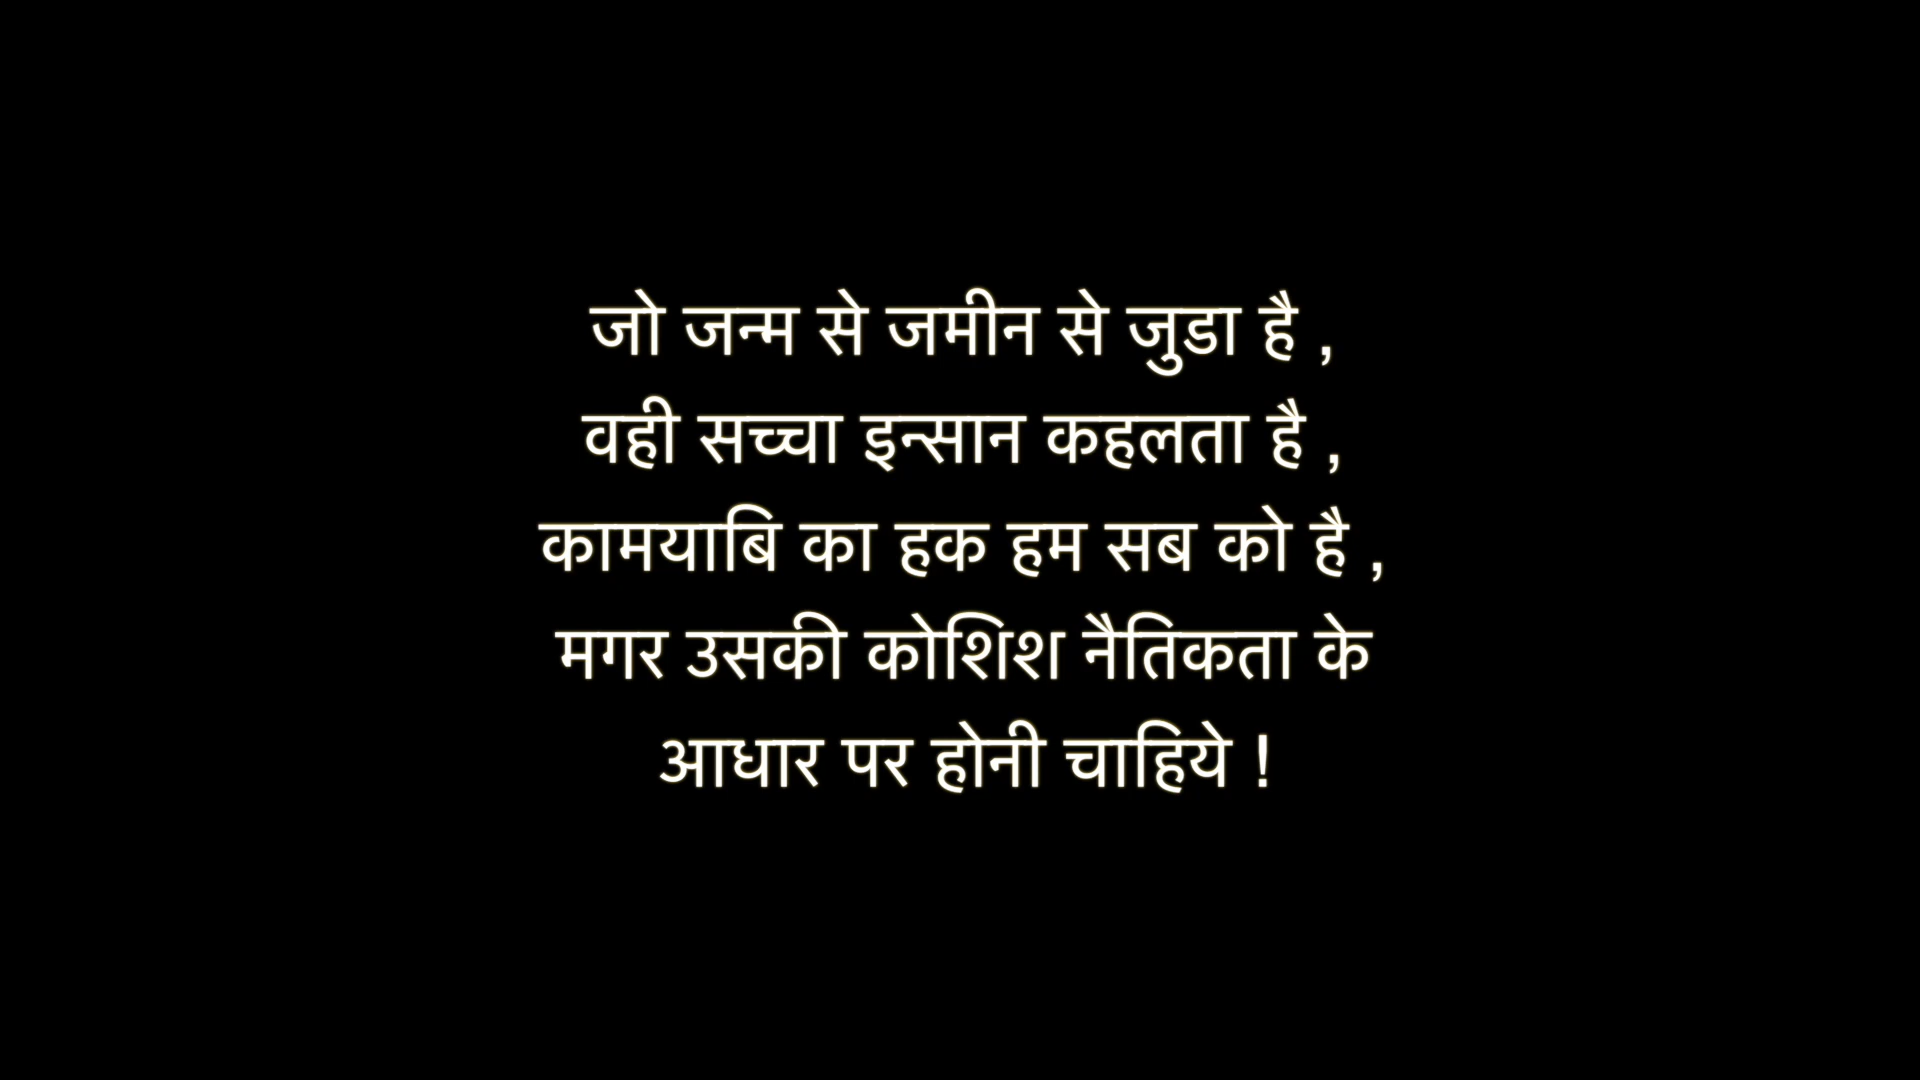 जो जन्म से जमीन से जुडा है ,
वही सच्चा इन्सान कहलता है ,
कामयाबि का हक हम सब को है ,
मगर उसकी कोशिश नैतिकता के
आधार पर होनी चाहिये !